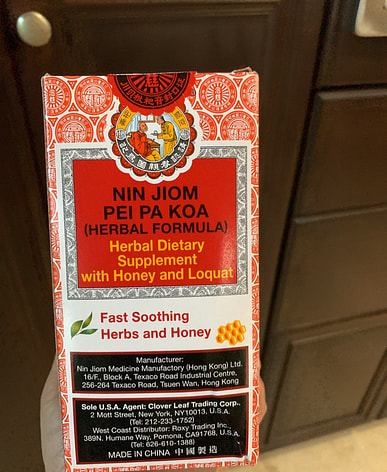 NIN JIOM
PEI PA KOA
(HERBAL FORMULA)
Herbal Dietary
Supplement
with Honey and Loquat
Fast Soothing
Herbs and Honey
Manufacturer:
Nin Jiom Medicine Manufactory (Hong Kong) Ltd.
16/F., Block A, Texaco Road Industrial Centre,
256-264 Texaco Road, Tsuen Wan, Hong Kong
Sole U.S.A. Agent: Clover Leaf Trading Corp.,
2 Mott Street, New York, NY10013, U.S.A.
(Tel: 212-233-1752)
West Coast Distributor: Roxy Trading Inc.,
389N. Humane Way, Pomona, CA91768, U.S.A.
(Tel: 626-610-1388)
MADE IN CHINA 中國製造